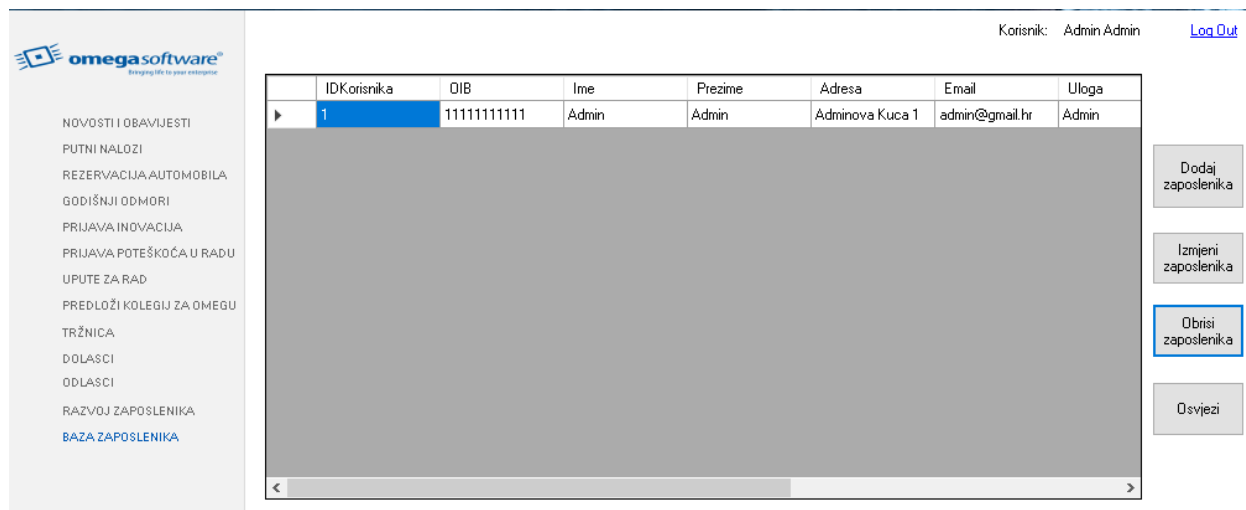 Korisnik: Admin Admin Log Out
omegasoftware®
Bringing life to your enterprise
NOVOSTI I OBAVIJESTI
PUTNI NALOZI
REZERVACIJA AUTOMOBILA
GODIŠNJI ODMORI
PRIJAVA INOVACIJA
PRIJAVA POTEŠKOĆA U RADU
UPUTE ZA RAD
PREDLOŽI KOLEGIJ ZA OMEGU
TRŽNICA
DOLASCI
ODLASCI
RAZVOJ ZAPOSLENIKA
BAZA ZAPOSLENIKA
IDKorisnika OIB Ime Prezime Adresa Email Uloga
1 11111111111 Admin Admin Adminova Kuca 1 admin@gmail.hr Admin
Dodaj
zaposlenika
Izmjeni
zaposlenika
Obrisi
zaposlenika
Osvjezi